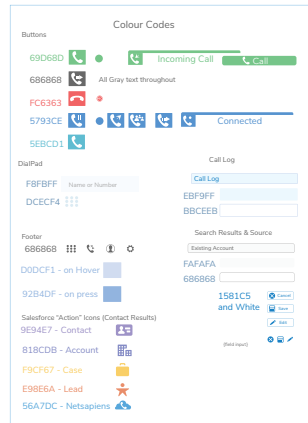 Colour Codes
Buttons
69D68D
Incoming Call
Call
686868
All Gray text throughout
FC6363
5793CE
Connected
5EBCD1
DialPad
Call Log
Call Log
F8FBFF
Name or Number
EBF9FF
DCECF4
BBCEEB
Footer
Search Results & Source
686868
Existing Account
FAFAFA
D0DCF1 - on Hover
686868
92B4DF - on press
1581C5
and White
Cancel
Save
Edit
Salesforce "Action" Icons (Contact Results)
9E94E7 - Contact
(field input)
818CDB - Account
F9CF67 - Case
E98E6A - Lead
56A7DC - Netsapiens